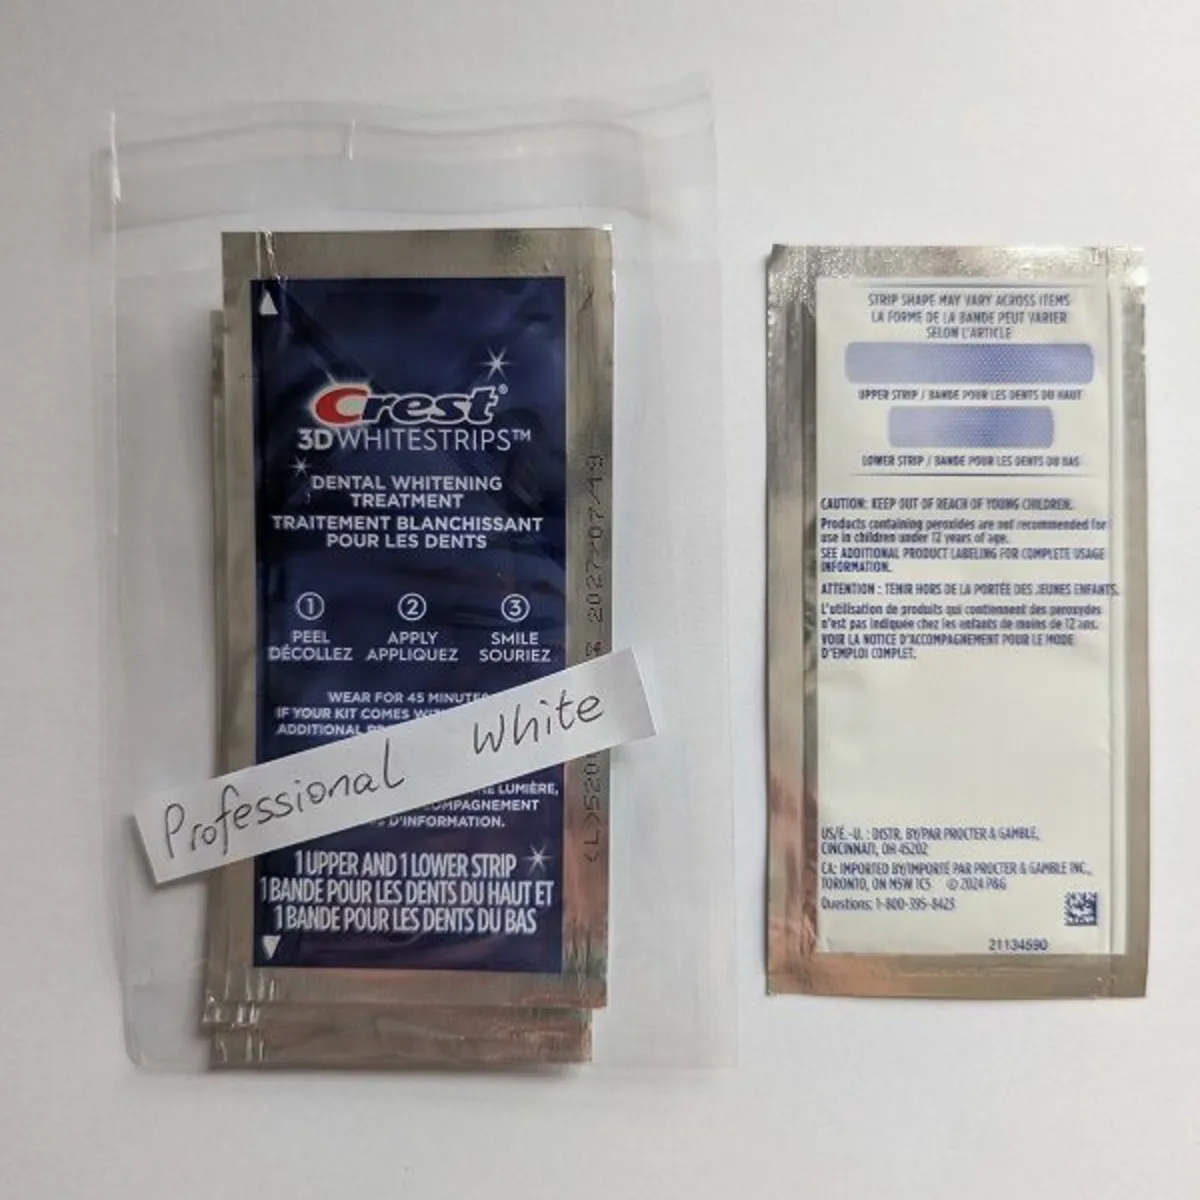 Crest®
3DWHITESTRIPS™
DENTAL WHITENING
TREATMENT
TRAITEMENT BLANCHISSANT
POUR LES DENTS
1 2 3
PEEL APPLY SMILE
DÉCOLLEZ APPLIQUEZ SOURIEZ
WEAR FOR 45 MINUTES
IF YOUR KIT COMES
ADDITIONAL
Professional White
LUMIÈRE,
D'INFORMATION.
1 UPPER AND 1 LOWER STRIP
1 BANDE POUR LES DENTS DU HAUT ET
1 BANDE POUR LES DENTS DU BAS
2027>07/19
STRIP SHAPE MAY VARY ACROSS ITEMS
LA FORME DE LA BANDE PEUT VARIER
SELON L'ARTICLE
UPPER STRIP / BANDE POUR LES DENTS DU HAUT
LOWER STRIP / BANDE POUR LES DENTS DU BAS
CAUTION: KEEP OUT OF REACH OF YOUNG CHILDREN.
Products containing peroxides are not recommended for
use in children under 12 years of age.
SEE ADDITIONAL PRODUCT LABELING FOR COMPLETE USAGE
INFORMATION.
ATTENTION : TENIR HORS DE LA PORTÉE DES JEUNES ENFANTS.
L'utilisation de produits qui contiennent des peroxydes
n'est pas indiquée chez les enfants de moins de 12 ans.
VOIR LA NOTICE D'ACCOMPAGNEMENT POUR LE MODE
D'EMPLOI COMPLET.
US/É.-U. : DISTR. BY/PAR PROCTER & GAMBLE,
CINCINNATI, OH 45202
CA: IMPORTED BY/IMPORTÉ PAR PROCTER & GAMBLE INC.,
TORONTO, ON M5W 1C5 © 2024 P&G
Questions: 1-800-395-8423
21134590